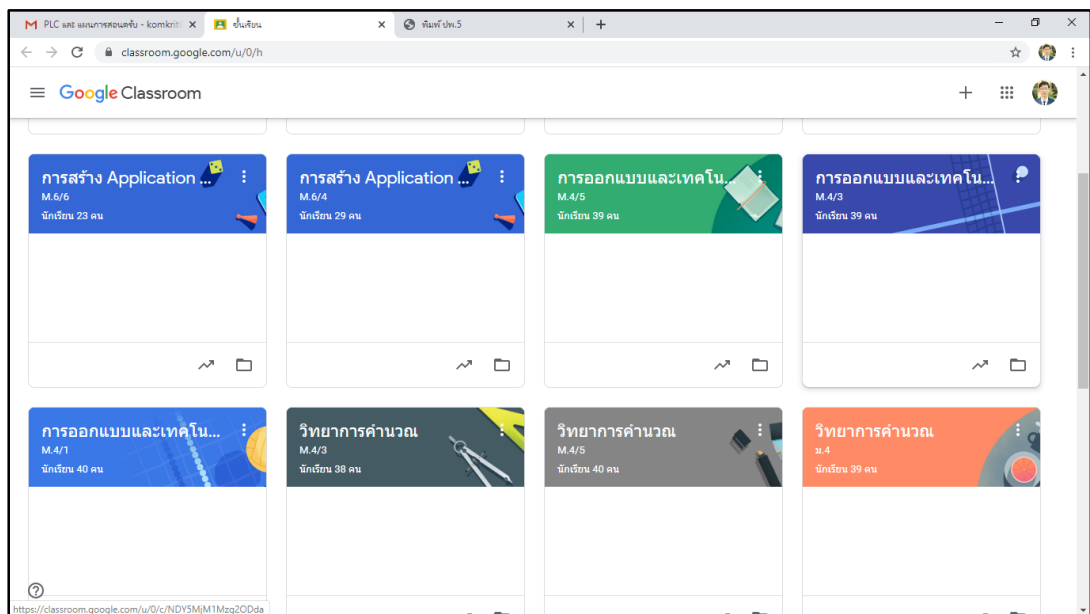 PLC และ แผนการสอนครับ - komkriti
ชั้นเรียน
พิมพ์ ปพ.5
classroom.google.com/u/0/h
Google Classroom
การสร้าง Application ...
M.6/6
นักเรียน 23 คน
การสร้าง Application ...
M.6/4
นักเรียน 29 คน
การออกแบบและเทคโน...
M.4/5
นักเรียน 39 คน
การออกแบบและเทคโน...
M.4/3
นักเรียน 39 คน
การออกแบบและเทคโน...
M.4/1
นักเรียน 40 คน
วิทยาการคำนวณ
M.4/3
นักเรียน 38 คน
วิทยาการคำนวณ
M.4/5
นักเรียน 40 คน
วิทยาการคำนวณ
ม.4
นักเรียน 39 คน
https://classroom.google.com/u/0/c/NDY5MjM1Mzg2ODda